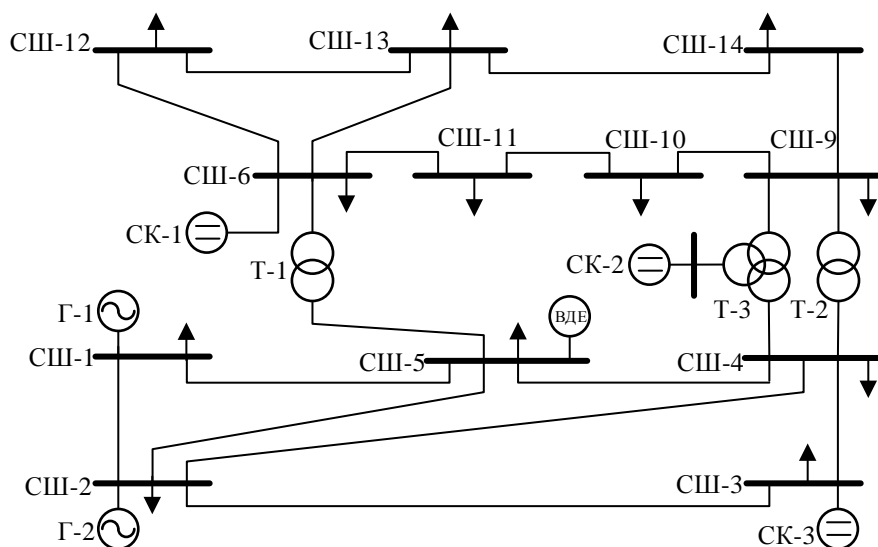 СШ-12
СШ-13
СШ-14
СШ-6
СШ-11
СШ-10
СШ-9
СК-1
Т-1
СК-2
Т-3
Т-2
Г-1
ВДЕ
СШ-1
СШ-5
СШ-4
СШ-2
СШ-3
Г-2
СК-3